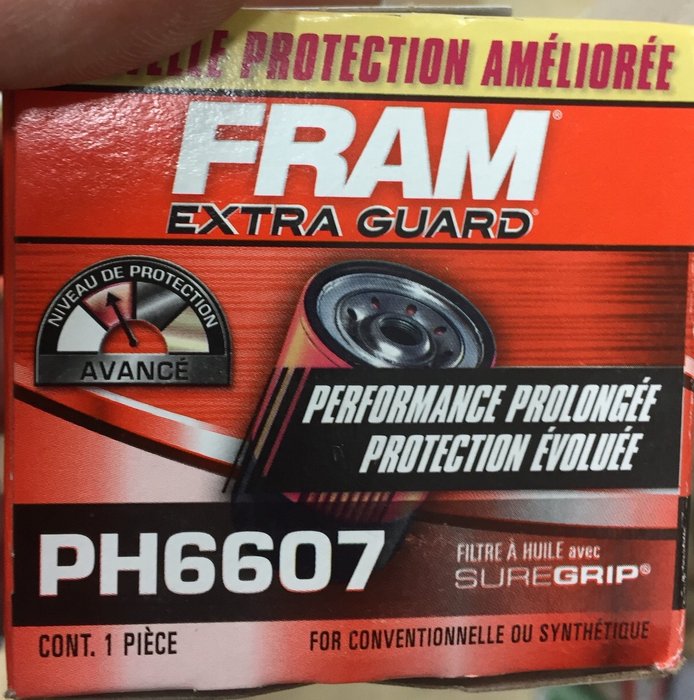 PROTECTION AMÉLIORÉE
FRAM®
EXTRA GUARD®
NIVEAU DE PROTECTION
AVANCÉ
PERFORMANCE PROLONGÉE
PROTECTION ÉVOLUÉE
PH6607
FILTRE À HUILE avec
SUREGRIP®
CONT. 1 PIÈCE
FOR CONVENTIONNELLE OU SYNTHÉTIQUE